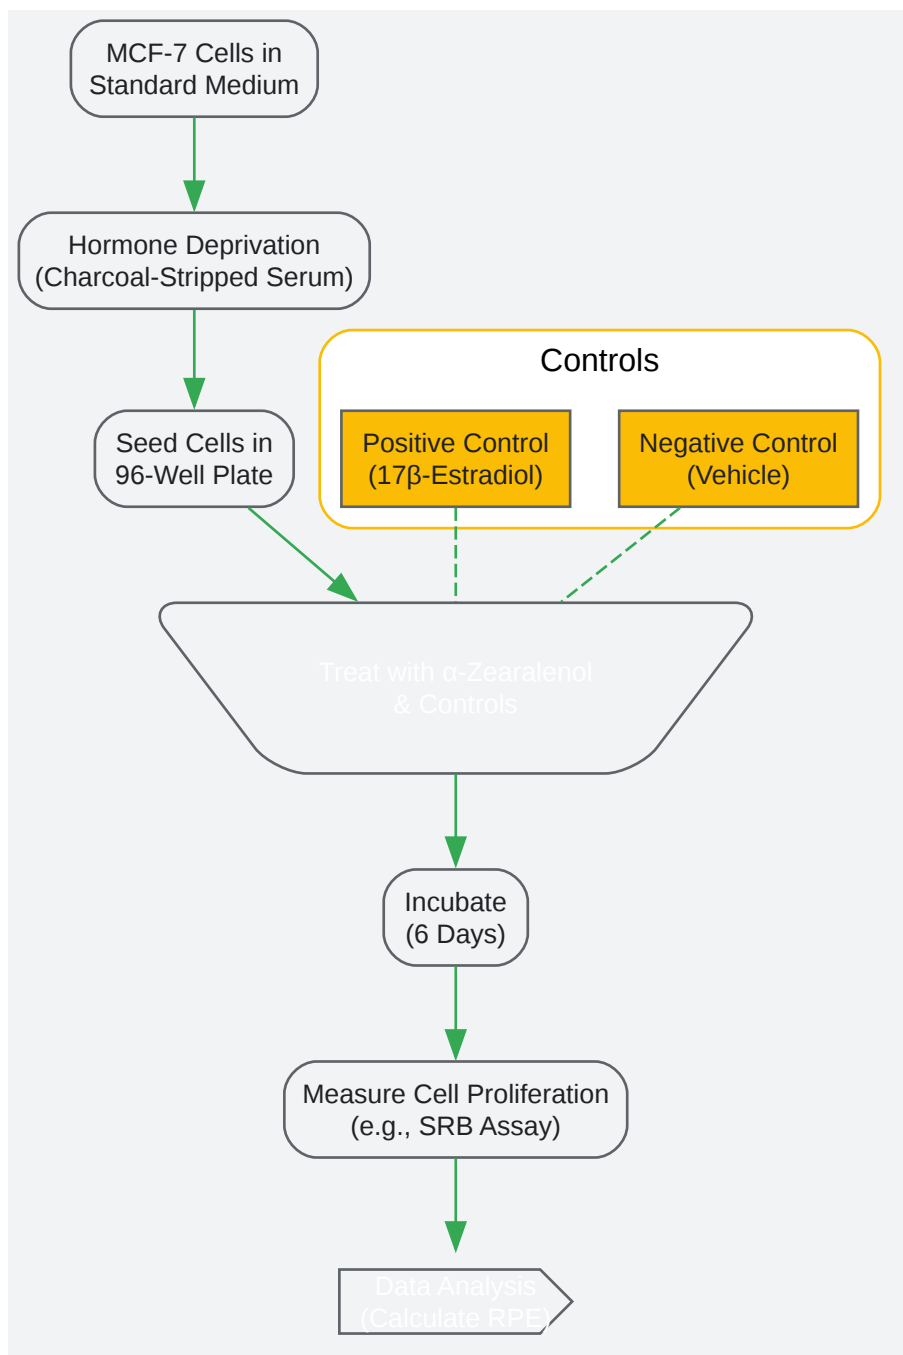 MCF-7 Cells in
Standard Medium
Hormone Deprivation
(Charcoal-Stripped Serum)
Controls
Seed Cells in
96-Well Plate
Positive Control
(17β-Estradiol)
Negative Control
(Vehicle)
Treat with α-Zearalenol
& Controls
Incubate
(6 Days)
Measure Cell Proliferation
(e.g., SRB Assay)
Data Analysis
(Calculate RPE)